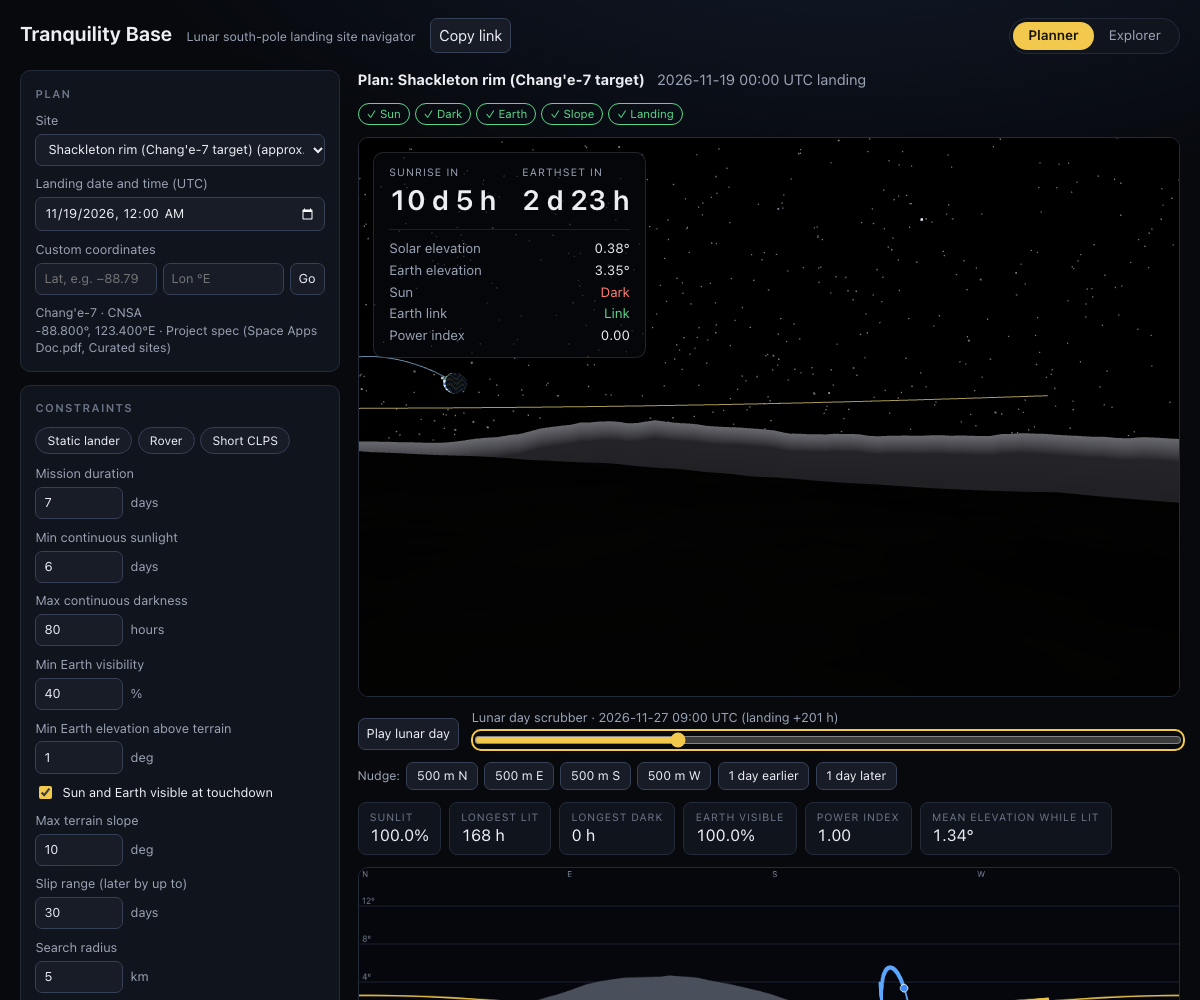 Tranquility Base Lunar south-pole landing site navigator Copy link Planner Explorer
PLAN
Site
Shackleton rim (Chang'e-7 target) (approx.
Landing date and time (UTC)
11/19/2026, 12:00 AM
Custom coordinates
Lat, e.g. −88.79 Lon °E Go
Chang'e-7 · CNSA
-88.800°, 123.400°E · Project spec (Space Apps
Doc.pdf, Curated sites)
CONSTRAINTS
Static lander Rover Short CLPS
Mission duration
7 days
Min continuous sunlight
6 days
Max continuous darkness
80 hours
Min Earth visibility
40 %
Min Earth elevation above terrain
1 deg
Sun and Earth visible at touchdown
Max terrain slope
10 deg
Slip range (later by up to)
30 days
Search radius
5 km
Plan: Shackleton rim (Chang'e-7 target) 2026-11-19 00:00 UTC landing
✓ Sun ✓ Dark ✓ Earth ✓ Slope ✓ Landing
SUNRISE IN EARTHSET IN
10 d 5 h 2 d 23 h
Solar elevation 0.38°
Earth elevation 3.35°
Sun Dark
Earth link Link
Power index 0.00
Play lunar day Lunar day scrubber · 2026-11-27 09:00 UTC (landing +201 h)
Nudge: 500 m N 500 m E 500 m S 500 m W 1 day earlier 1 day later
SUNLIT LONGEST LIT LONGEST DARK EARTH VISIBLE POWER INDEX MEAN ELEVATION WHILE LIT
100.0% 168 h 0 h 100.0% 1.00 1.34°
N E S W
12°
8°
4°